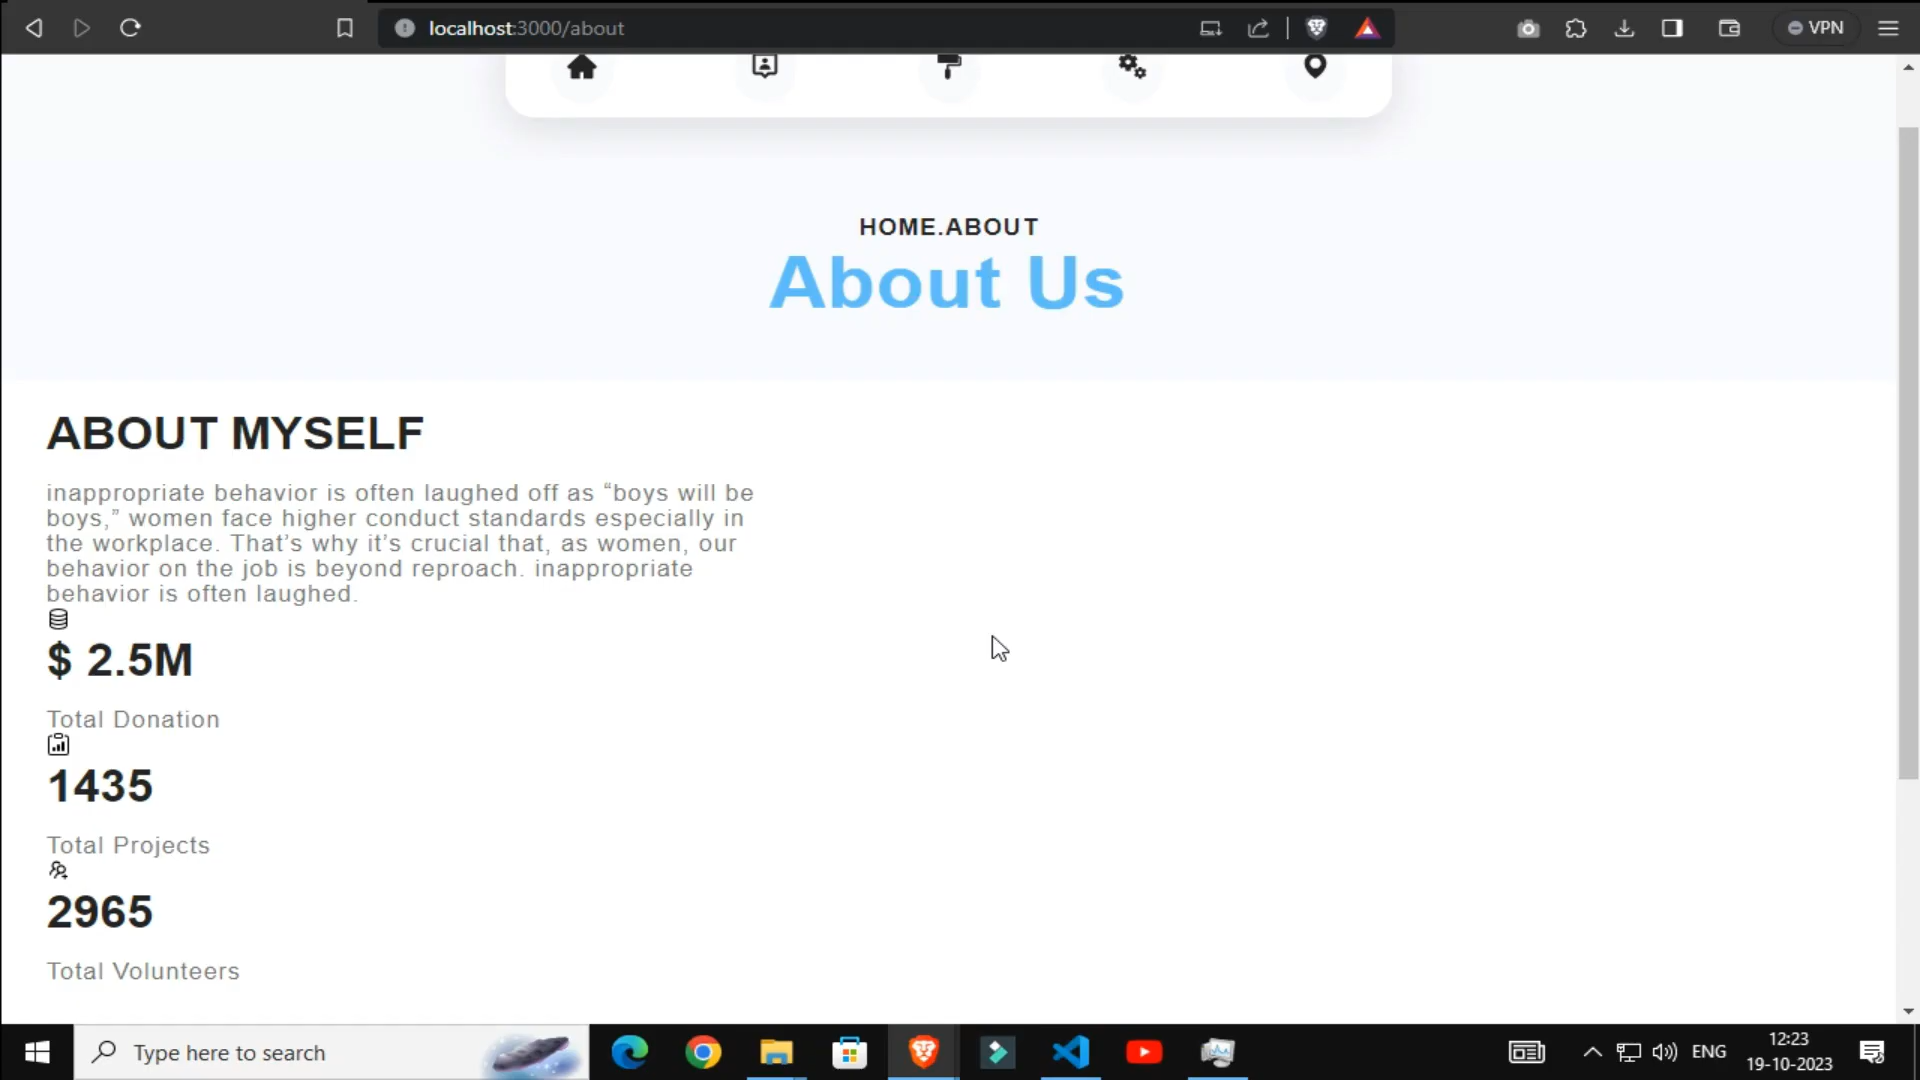 localhost:3000/about
VPN
HOME.ABOUT
About Us
ABOUT MYSELF
inappropriate behavior is often laughed off as “boys will be
boys,” women face higher conduct standards especially in
the workplace. That’s why it’s crucial that, as women, our
behavior on the job is beyond reproach. inappropriate
behavior is often laughed.
$ 2.5M
Total Donation
1435
Total Projects
2965
Total Volunteers
Type here to search
ENG
12:23
19-10-2023